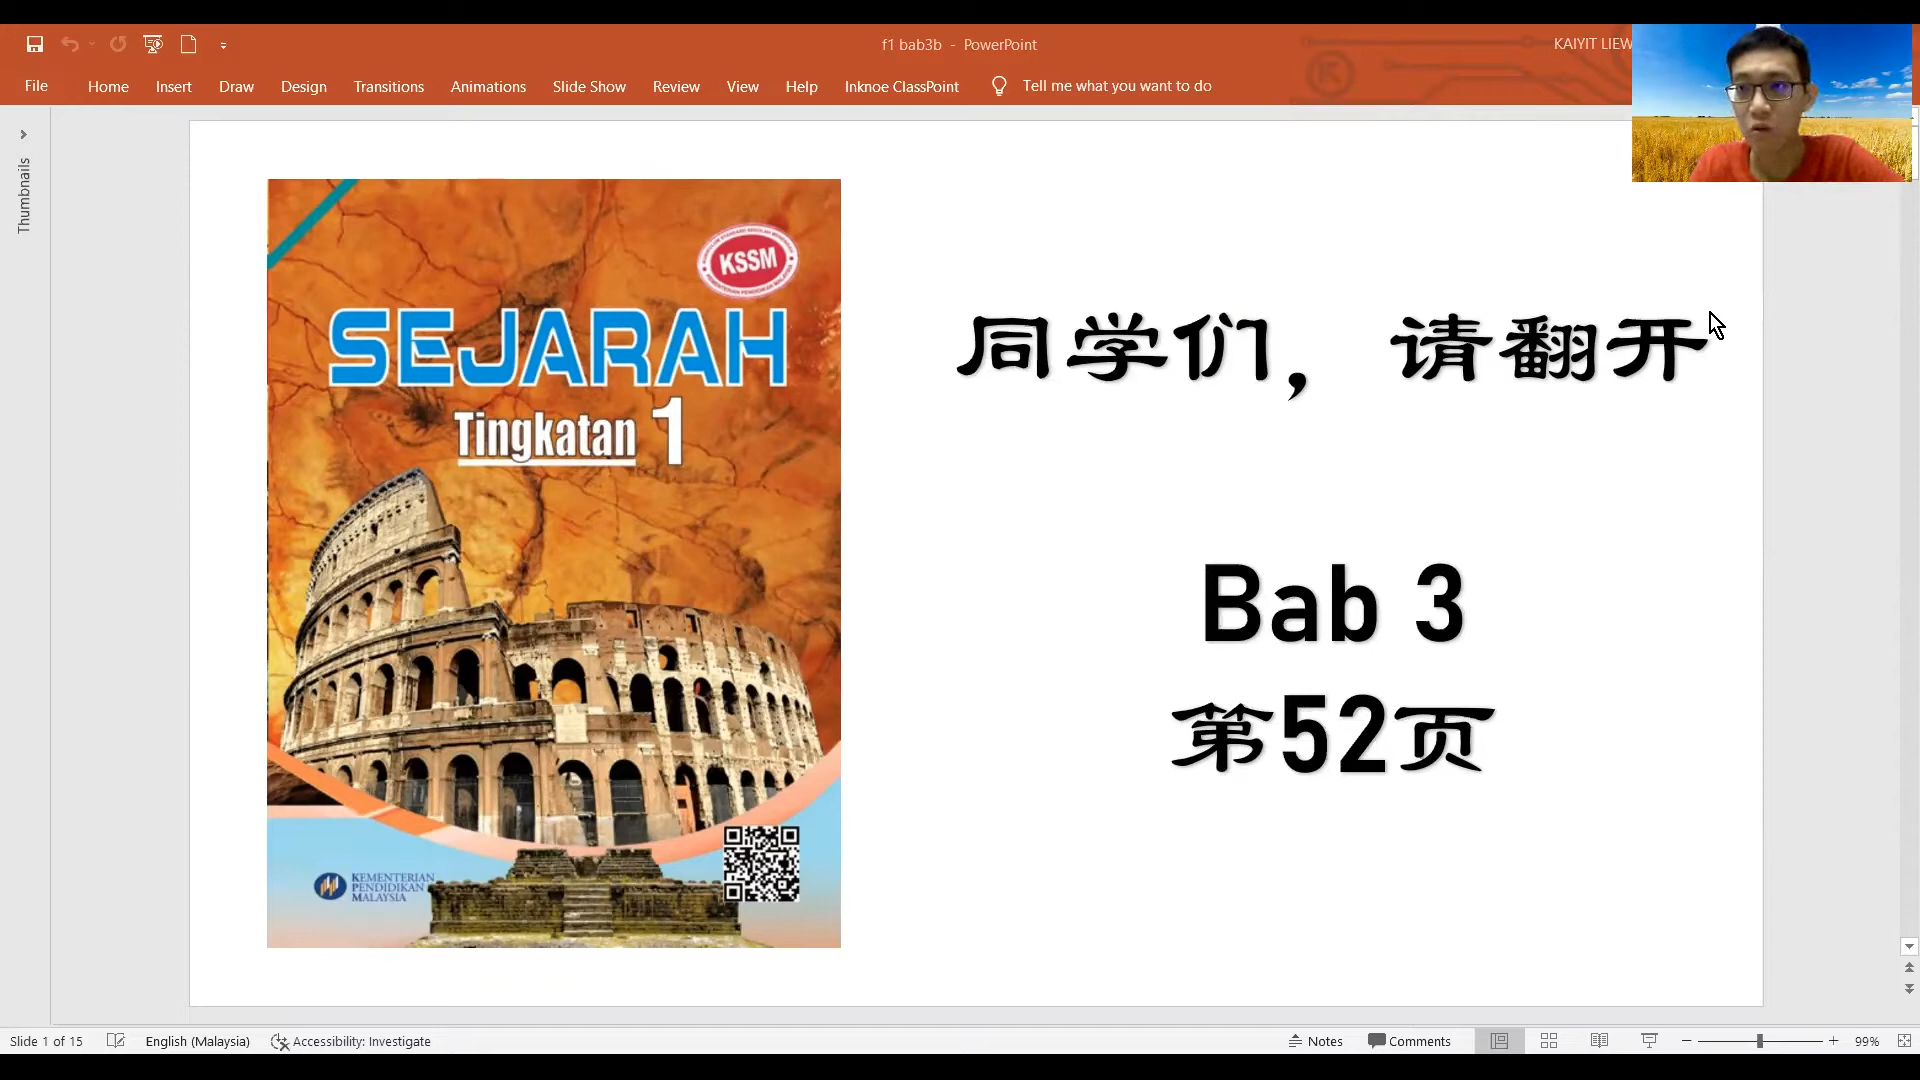 f1 bab3b - PowerPoint
KAIYIT LIEW
File Home Insert Draw Design Transitions Animations Slide Show Review View Help Inknoe ClassPoint Tell me what you want to do
Thumbnails
KSSM
SEJARAH
Tingkatan 1
KEMENTERIAN
PENDIDIKAN
MALAYSIA
同学们，请翻开
Bab 3
第52页
Slide 1 of 15 English (Malaysia) Accessibility: Investigate Notes Comments 99%